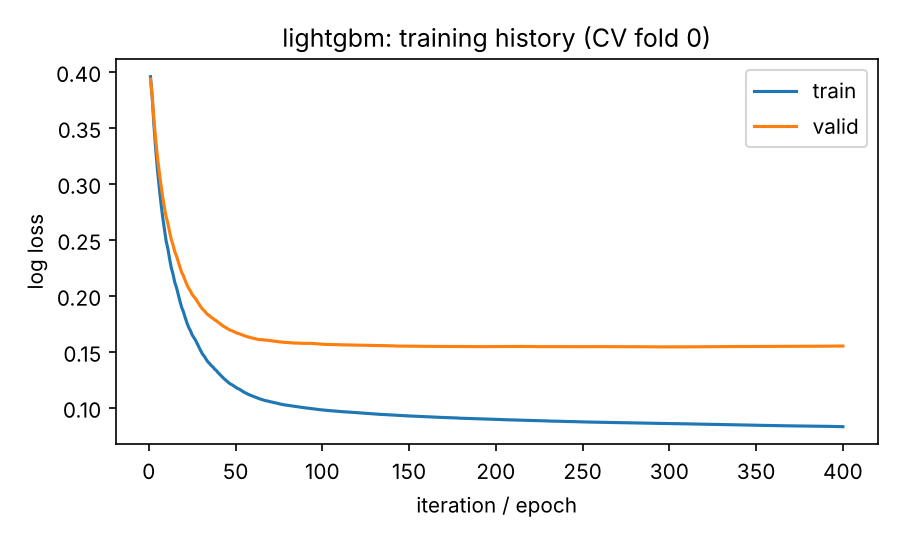 lightgbm: training history (CV fold 0)
train
valid
log loss
0.40
0.35
0.30
0.25
0.20
0.15
0.10
0 50 100 150 200 250 300 350 400
iteration / epoch